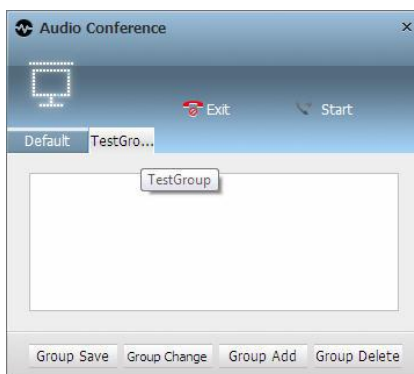 Audio Conference
Exit Start
Default TestGro...
TestGroup
Group Save Group Change Group Add Group Delete